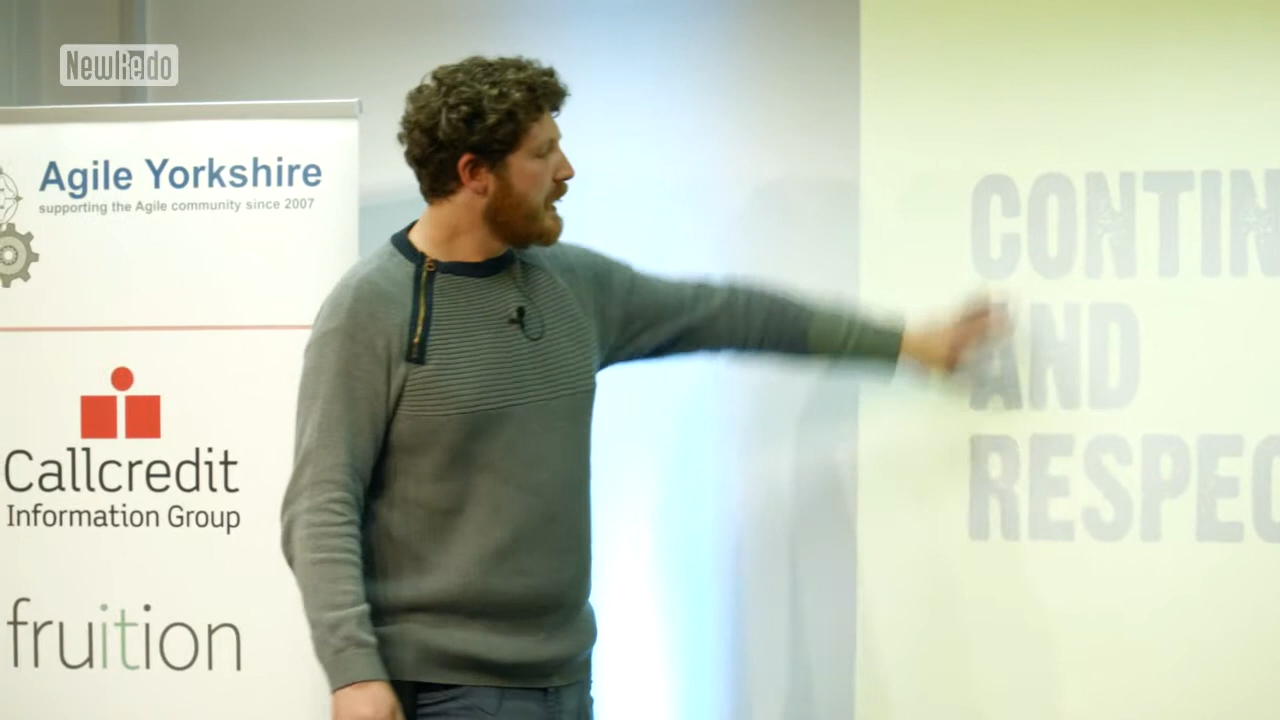 NewRedo
Agile Yorkshire
supporting the Agile community since 2007
Callcredit
Information Group
fruition
CONTIN
AND
RESPEC